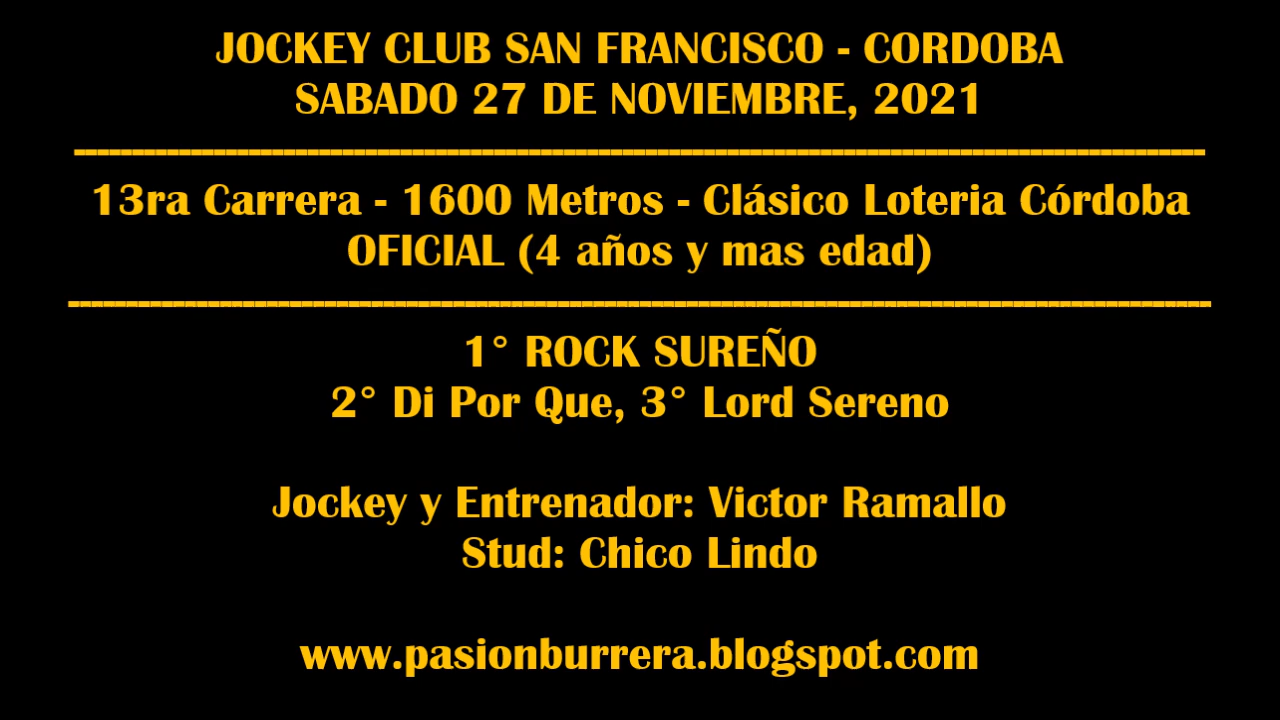 JOCKEY CLUB SAN FRANCISCO - CORDOBA
SABADO 27 DE NOVIEMBRE, 2021
13ra Carrera - 1600 Metros - Clásico Loteria Córdoba
OFICIAL (4 años y mas edad)
1° ROCK SUREÑO
2° Di Por Que, 3° Lord Sereno
Jockey y Entrenador: Victor Ramallo
Stud: Chico Lindo
www.pasionburrera.blogspot.com